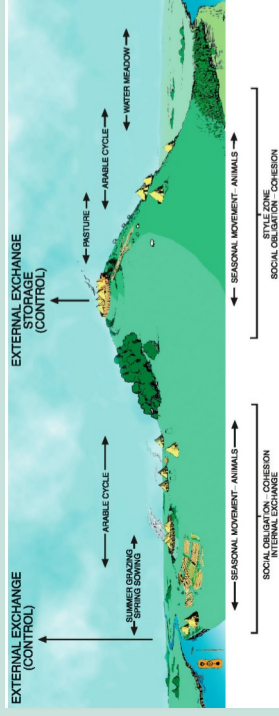 EXTERNAL EXCHANGE
(CONTROL)
EXTERNAL EXCHANGE
STORAGE
(CONTROL)
SUMMER GRAZING
SPRING SOWING
ARABLE CYCLE
PASTURE
ARABLE CYCLE
WATER MEADOW
SEASONAL MOVEMENT – ANIMALS
SEASONAL MOVEMENT – ANIMALS
SOCIAL OBLIGATION – COHESION
INTERNAL EXCHANGE
STYLE ZONE
SOCIAL OBLIGATION – COHESION